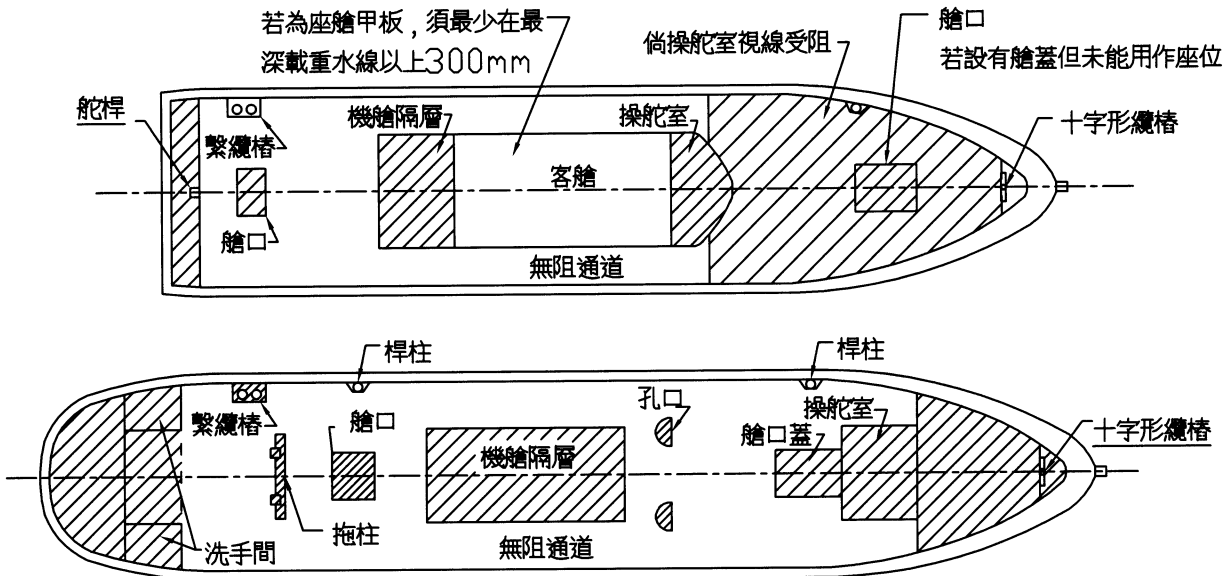 若為座艙甲板，須最少在最
深載重水線以上300mm
倘操舵室視線受阻
艙口
若設有艙蓋但未能用作座位
舵桿
繫纜樁
機艙隔層
操舵室
十字形纜樁
客艙
艙口
無阻通道
桿柱
桿柱
孔口
操舵室
繫纜樁
艙口
艙口蓋
十字形纜樁
機艙隔層
拖柱
洗手間
無阻通道